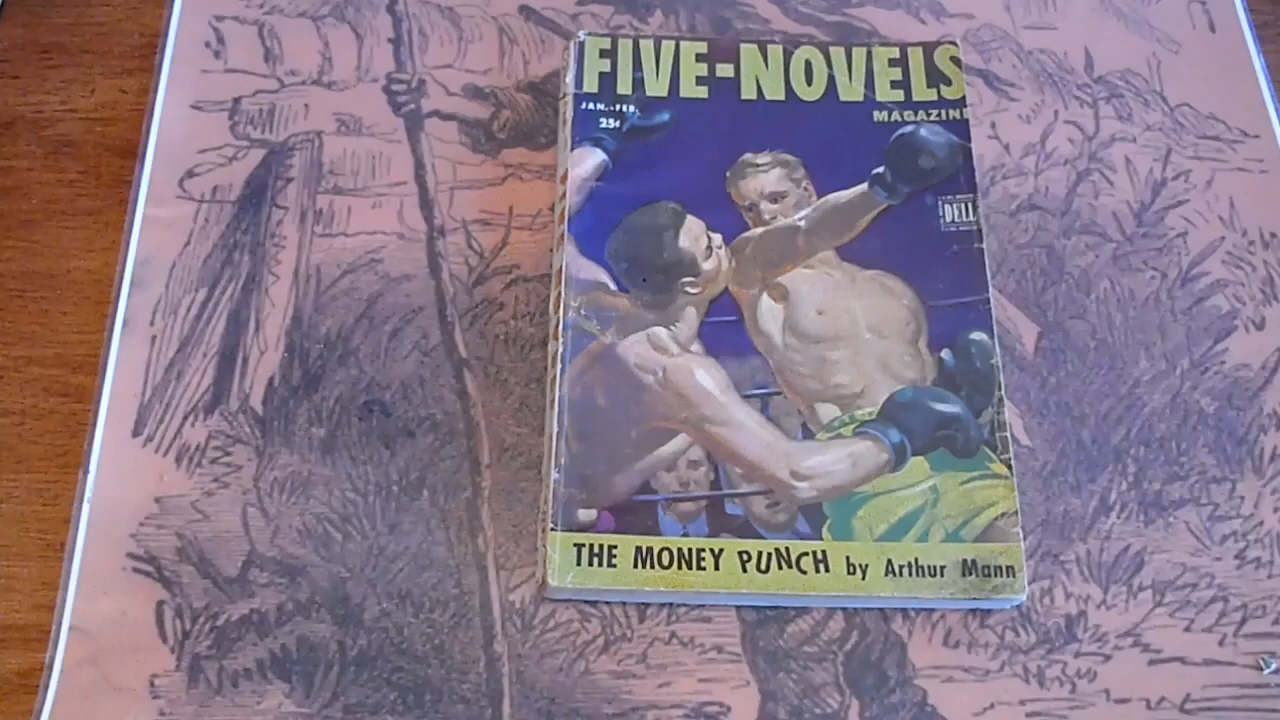 FIVE-NOVELS
JAN.-FEB.
25¢
MAGAZINE
DELL
THE MONEY PUNCH by Arthur Mann